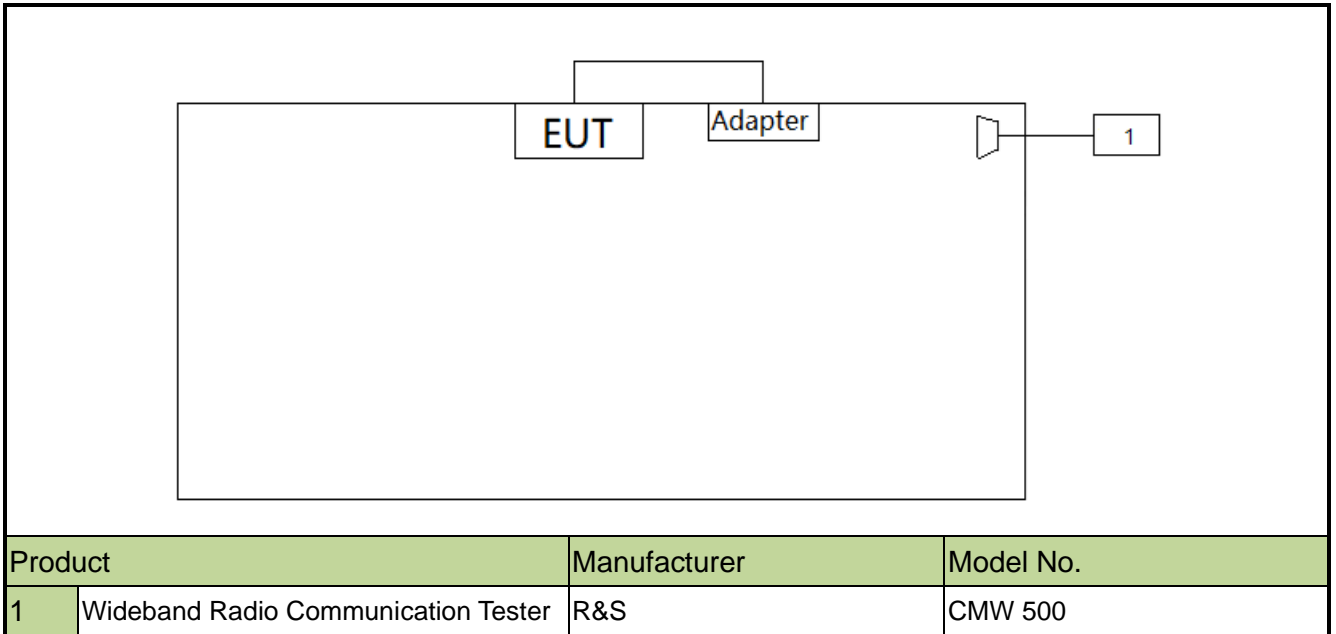 EUT
Adapter
1
Product Manufacturer Model No.
1 Wideband Radio Communication Tester R&S CMW 500